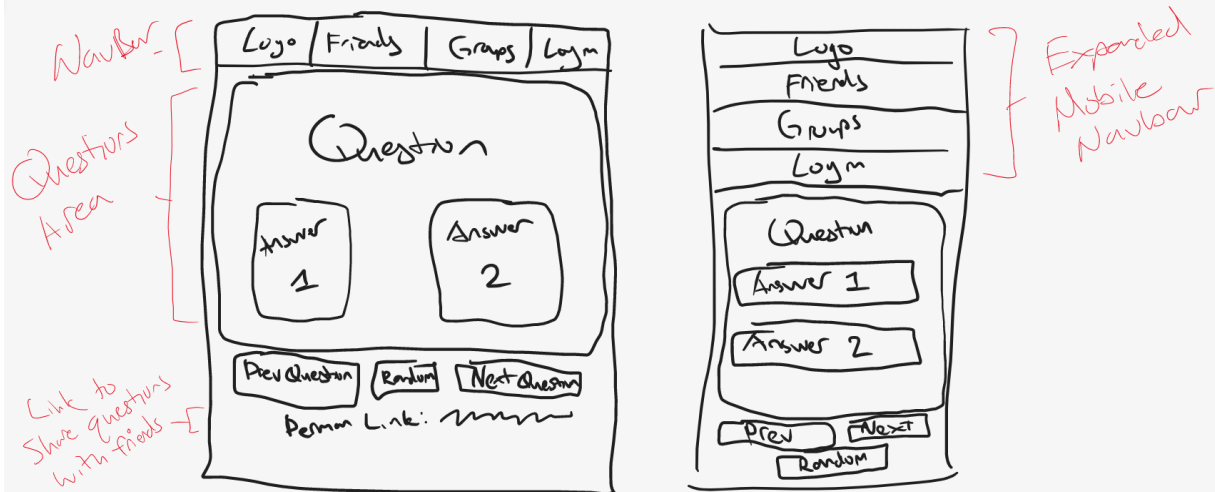 NavBar
Logo Friends Groups Login
Questions
Area
Question
Answer
1
Answer
2
Prev Question Random Next Question
Perman Link:
Link to
Share questions
with friends
Logo
Friends
Groups
Login
Expanded
Mobile
Navbar
Question
Answer 1
Answer 2
Prev Next
Random